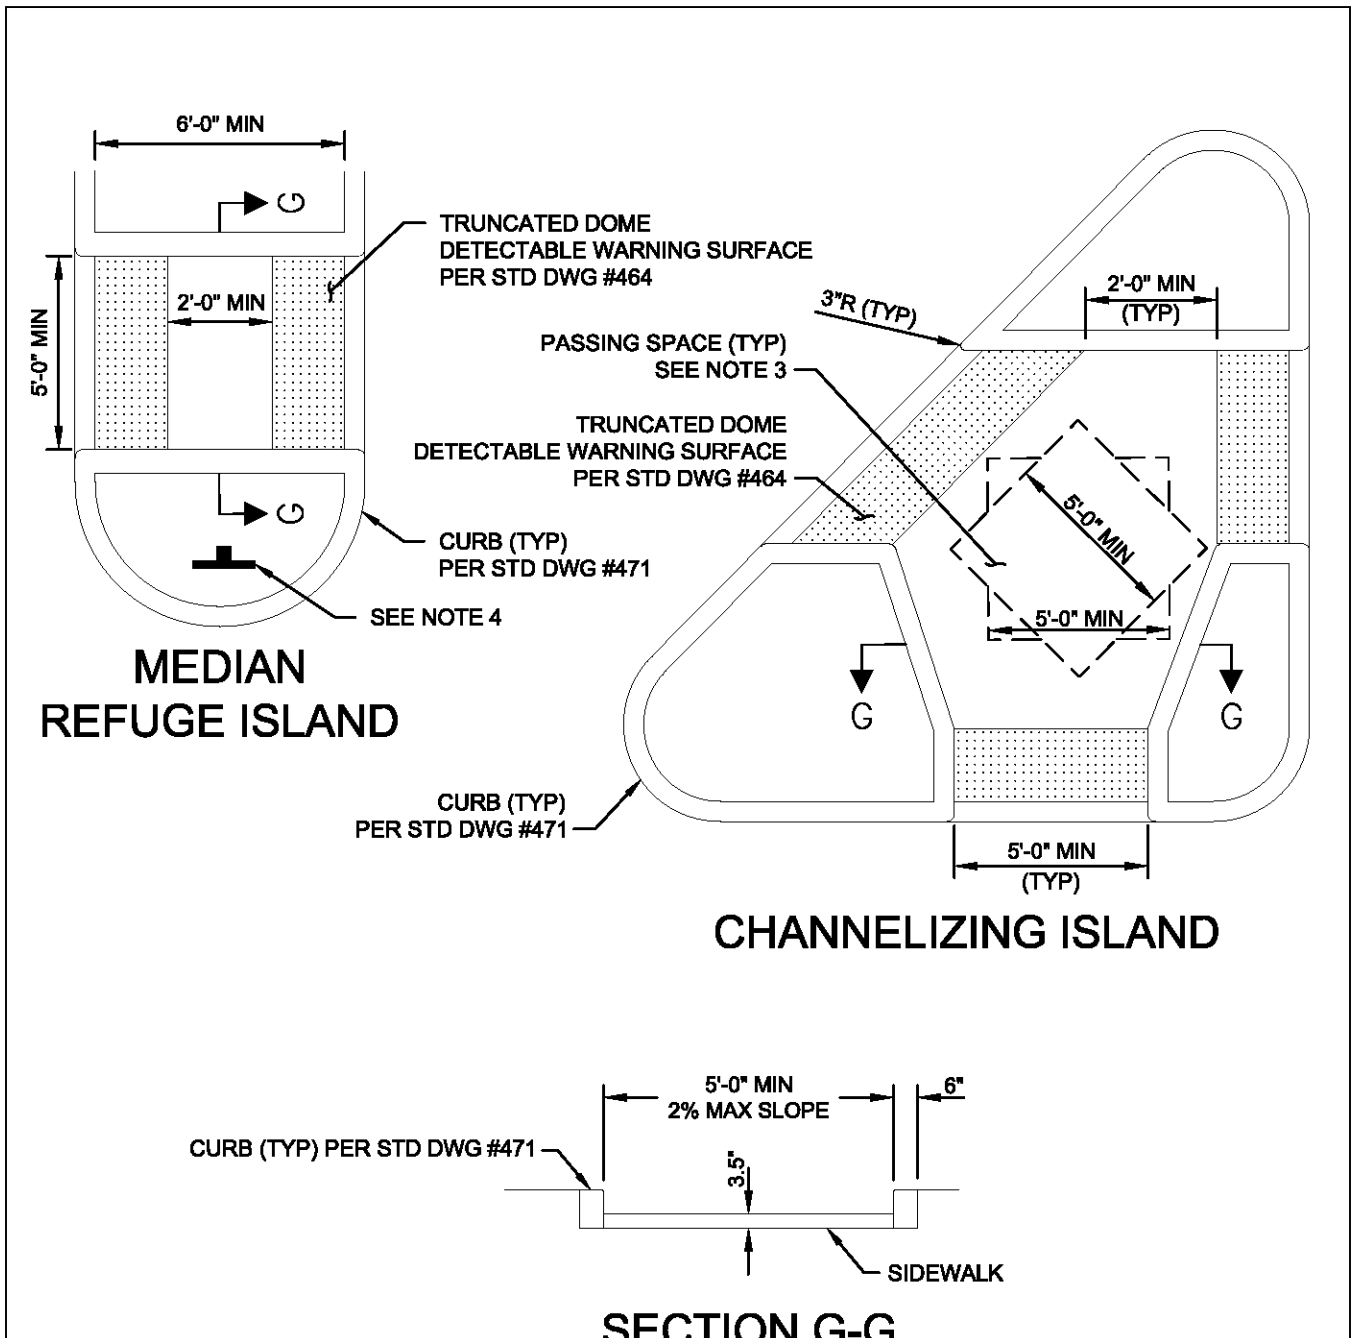 6'-0" MIN
G
TRUNCATED DOME
DETECTABLE WARNING SURFACE
PER STD DWG #464
2'-0" MIN
5'-0" MIN
G
CURB (TYP)
PER STD DWG #471
SEE NOTE 4
MEDIAN
REFUGE ISLAND
2'-0" MIN
(TYP)
3"R (TYP)
PASSING SPACE (TYP)
SEE NOTE 3
TRUNCATED DOME
DETECTABLE WARNING SURFACE
PER STD DWG #464
5'-0" MIN
5'-0" MIN
G
G
CURB (TYP)
PER STD DWG #471
5'-0" MIN
(TYP)
CHANNELIZING ISLAND
5'-0" MIN
2% MAX SLOPE
6"
CURB (TYP) PER STD DWG #471
3.5"
SIDEWALK
SECTION G-G